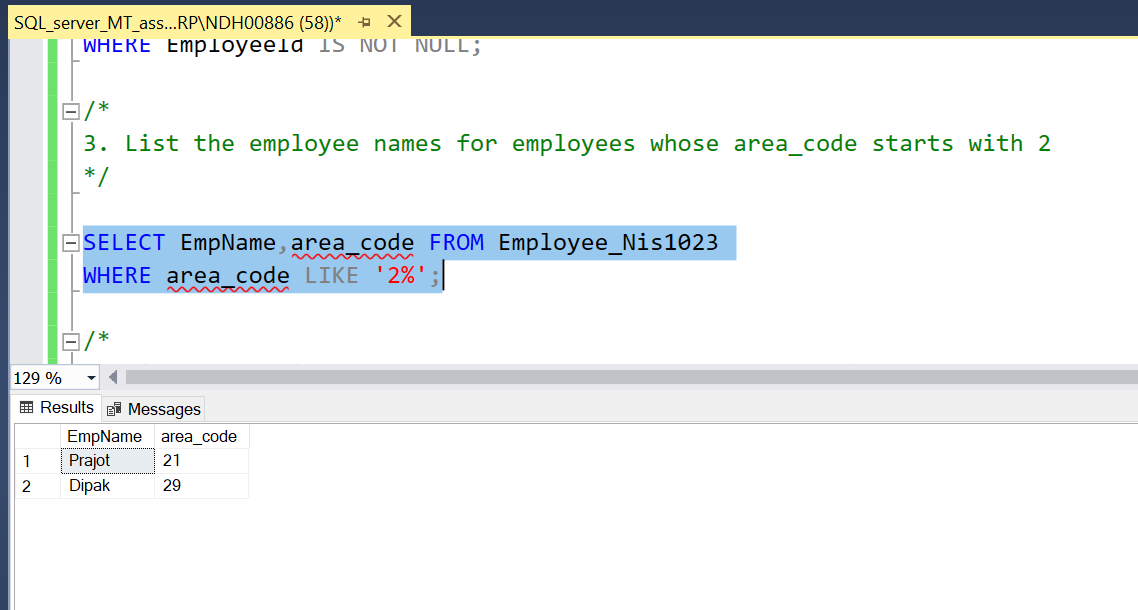 SQL_server_MT_ass...RP\NDH00886 (58))*
WHERE EmployeeId IS NOT NULL;
/*
3. List the employee names for employees whose area_code starts with 2
*/
SELECT EmpName,area_code FROM Employee_Nis1023
WHERE area_code LIKE '2%';
/*
129 %
Results Messages
EmpName area_code
1 Prajot 21
2 Dipak 29